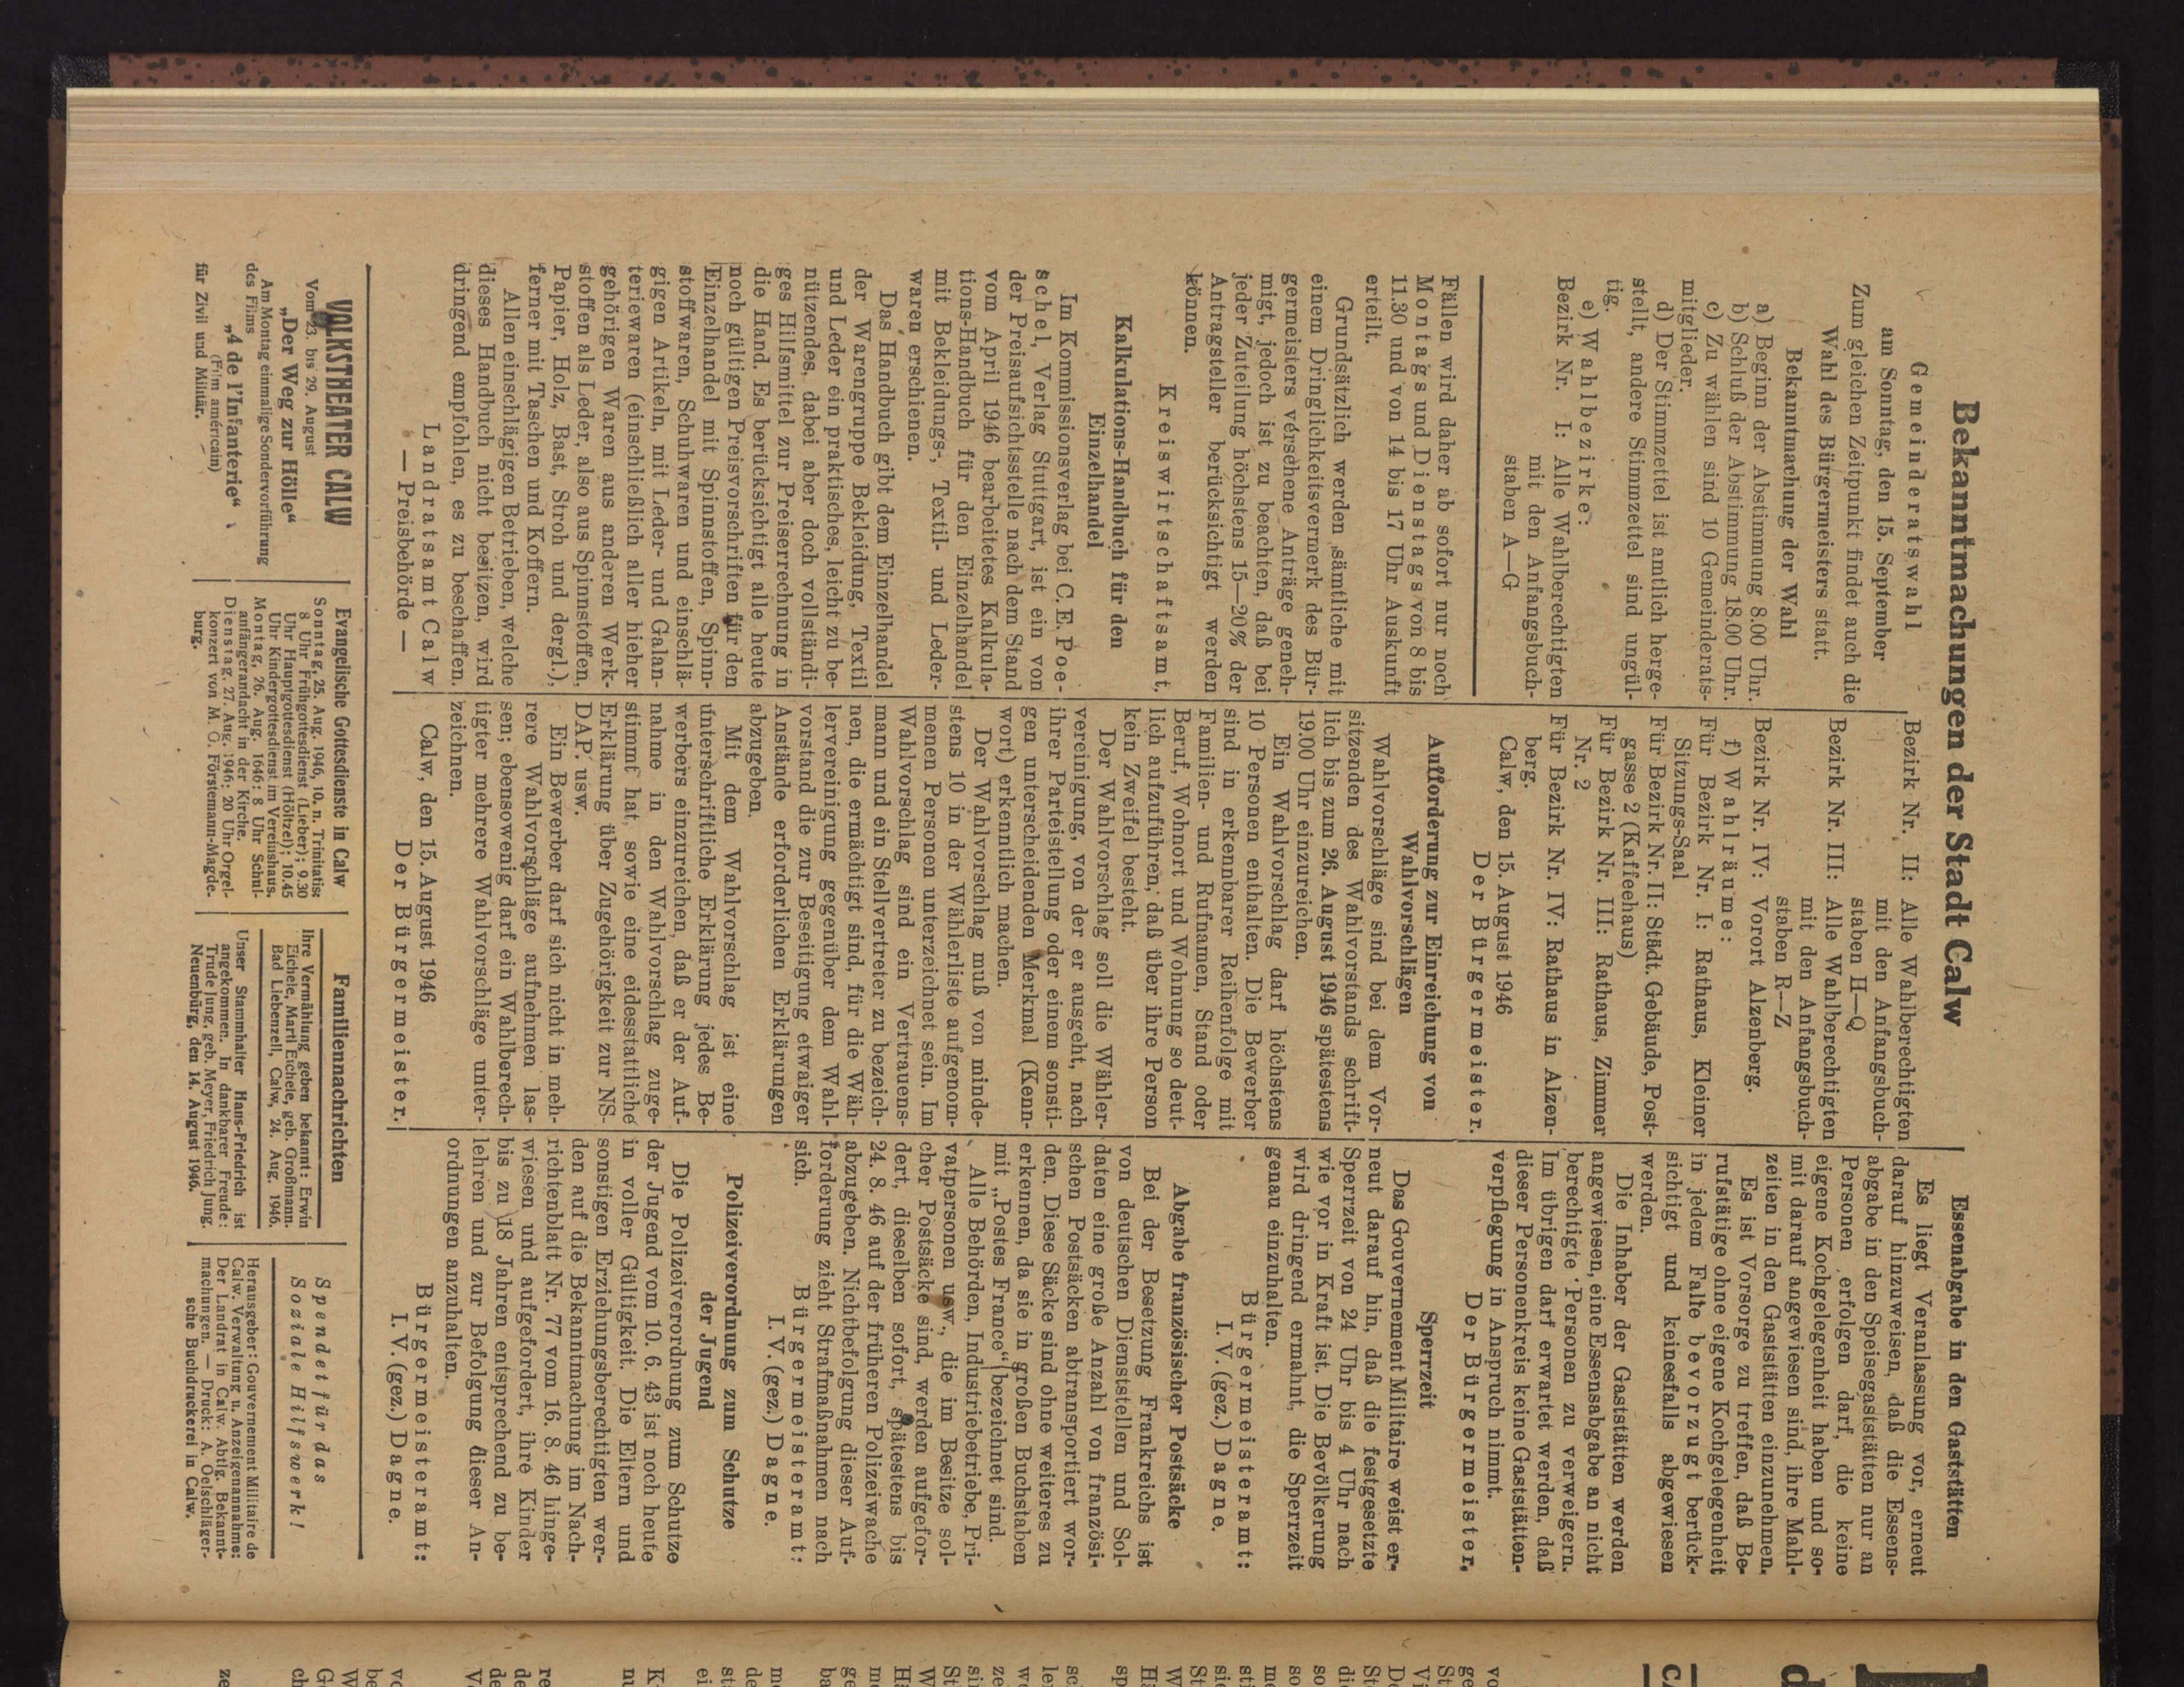 Bekanntmachungen der Stadt Calw
Gemeinderatswahl
am Sonntag, den 15. September
Zum gleichen Zeitpunkt findet auch die
Wahl des Bürgermeisters statt.
Bekanntmachung der Wahl
a) Beginn der Abstimmung 8.00 Uhr.
b) Schluß der Abstimmung 18.00 Uhr.
c) Zu wählen sind 10 Gemeinderats-
mitglieder.
d) Der Stimmzettel ist amtlich herge-
stellt, andere Stimmzettel sind ungül-
tig.
e) Wahlbezirke:
Bezirk Nr. I: Alle Wahlberechtigten
mit den Anfangsbuch-
staben A—G
Bezirk Nr. II: Alle Wahlberechtigten
mit den Anfangsbuch-
staben H—Q
Bezirk Nr. III: Alle Wahlberechtigten
mit den Anfangsbuch-
staben R—Z
Bezirk Nr. IV: Vorort Alzenberg.
f) Wahlräume:
Für Bezirk Nr. I: Rathaus, Kleiner
Sitzungs-Saal
Für Bezirk Nr. II: Städt. Gebäude, Post-
gasse 2 (Kaffeehaus)
Für Bezirk Nr. III: Rathaus, Zimmer
Nr. 2
Für Bezirk Nr. IV: Rathaus in Alzen-
berg.
Calw, den 15. August 1946
Der Bürgermeister.
Fällen wird daher ab sofort nur noch
Montags und Dienstags von 8 bis
11.30 und von 14 bis 17 Uhr Auskunft
erteilt.
Grundsätzlich werden sämtliche mit
einem Dringlichkeitsvermerk des Bür-
germeisters versehene Anträge geneh-
migt, jedoch ist zu beachten, daß bei
jeder Zuteilung höchstens 15—20% der
Antragsteller berücksichtigt werden
können.
Kreiswirtschaftsamt,
Kalkulations-Handbuch für den
Einzelhandel
Im Kommissionsverlag bei C. E. Poe-
schel, Verlag Stuttgart, ist ein von
der Preisaufsichtsstelle nach dem Stand
vom April 1946 bearbeitetes Kalkula-
tions-Handbuch für den Einzelhandel
mit Bekleidungs-, Textil- und Leder-
waren erschienen.
Das Handbuch gibt dem Einzelhandel
der Warengruppe Bekleidung, Textil
und Leder ein praktisches, leicht zu be-
nützendes, dabei aber doch vollständi-
ges Hilfsmittel zur Preiserrechnung in
die Hand. Es berücksichtigt alle heute
noch gültigen Preisvorschriften für den
Einzelhandel mit Spinnstoffen, Spinn-
stoffwaren, Schuhwaren und einschlä-
gigen Artikeln, mit Leder- und Galan-
teriewaren (einschließlich aller hieher
gehörigen Waren aus anderen Werk-
stoffen als Leder, also aus Spinnstoffen,
Papier, Holz, Bast, Stroh und dergl.),
ferner mit Taschen und Koffern.
Allen einschlägigen Betrieben, welche
dieses Handbuch nicht besitzen, wird
dringend empfohlen, es zu beschaffen.
Landratsamt Calw
— Preisbehörde —
Aufforderung zur Einreichung von
Wahlvorschlägen
Wahlvorschläge sind bei dem Vor-
sitzenden des Wahlvorstands schrift-
lich bis zum 26. August 1946 spätestens
19.00 Uhr einzureichen.
Ein Wahlvorschlag darf höchstens
10 Personen enthalten. Die Bewerber
sind in erkennbarer Reihenfolge mit
Familien- und Rufnamen, Stand oder
Beruf, Wohnort und Wohnung so deut-
lich aufzuführen, daß über ihre Person
kein Zweifel besteht.
Der Wahlvorschlag soll die Wähler-
vereinigung, von der er ausgeht, nach
ihrer Parteistellung oder einem sonsti-
gen unterscheidenden Merkmal (Kenn-
wort) erkenntlich machen.
Der Wahlvorschlag muß von minde-
stens 10 in der Wählerliste aufgenom-
menen Personen unterzeichnet sein. Im
Wahlvorschlag sind ein Vertrauens-
mann und ein Stellvertreter zu bezeich-
nen, die ermächtigt sind, für die Wäh-
lervereinigung gegenüber dem Wahl-
vorstand die zur Beseitigung etwaiger
Anstände erforderlichen Erklärungen
abzugeben.
Mit dem Wahlvorschlag ist eine
unterschriftliche Erklärung jedes Be-
werbers einzureichen, daß er der Auf-
nahme in den Wahlvorschlag zuge-
stimmt hat, sowie eine eidesstattliche
Erklärung über Zugehörigkeit zur NS-
DAP. usw.
Ein Bewerber darf sich nicht in meh-
rere Wahlvorschläge aufnehmen las-
sen; ebensowenig darf ein Wahlberech-
tigter mehrere Wahlvorschläge unter-
zeichnen.
Calw, den 15. August 1946
Der Bürgermeister.
Essenabgabe in den Gaststätten
Es liegt Veranlassung vor, erneut
darauf hinzuweisen, daß die Essens-
abgabe in den Speisegaststätten nur an
Personen erfolgen darf, die keine
eigene Kochgelegenheit haben und so-
mit darauf angewiesen sind, ihre Mahl-
zeiten in den Gaststätten einzunehmen.
Es ist Vorsorge zu treffen, daß Be-
rufstätige ohne eigene Kochgelegenheit
in jedem Falle bevorzugt berück-
sichtigt und keinesfalls abgewiesen
werden.
Die Inhaber der Gaststätten werden
angewiesen, eine Essensabgabe an nicht
berechtigte Personen zu verweigern.
Im übrigen darf erwartet werden, daß
dieser Personenkreis keine Gaststätten-
verpflegung in Anspruch nimmt.
Der Bürgermeister,
Sperrzeit
Das Gouvernement Militaire weist er-
neut darauf hin, daß die festgesetzte
Sperrzeit von 24 Uhr bis 4 Uhr nach
wie vor in Kraft ist. Die Bevölkerung
wird dringend ermahnt, die Sperrzeit
genau einzuhalten.
Bürgermeisteramt:
I. V. (gez.) Dagne.
Abgabe französischer Postsäcke
Bei der Besetzung Frankreichs ist
von deutschen Dienststellen und Sol-
daten eine große Anzahl von französi-
schen Postsäcken abtransportiert wor-
den. Diese Säcke sind ohne weiteres zu
erkennen, da sie in großen Buchstaben
mit „Postes France“ bezeichnet sind.
Alle Behörden, Industriebetriebe, Pri-
vatpersonen usw., die im Besitze sol-
cher Postsäcke sind, werden aufgefor-
dert, dieselben sofort, spätestens bis
24. 8. 46 auf der früheren Polizeiwache
abzugeben. Nichtbefolgung dieser Auf-
forderung zieht Strafmaßnahmen nach
sich.
Bürgermeisteramt:
I. V. (gez.) Dagne.
Polizeiverordnung zum Schutze
der Jugend
Die Polizeiverordnung zum Schutze
der Jugend vom 10. 6. 43 ist noch heute
in voller Gültigkeit. Die Eltern und
sonstigen Erziehungsberechtigten wer-
den auf die Bekanntmachung im Nach-
richtenblatt Nr. 77 vom 16. 8. 46 hinge-
wiesen und aufgefordert, ihre Kinder
bis zu 18 Jahren entsprechend zu be-
lehren und zur Befolgung dieser An-
ordnungen anzuhalten.
Bürgermeisteramt:
I. V. (gez.) Dagne.
VOLKSTHEATER CALW
Vom 23. bis 29. August
„Der Weg zur Hölle“
Am Montag einmalige Sondervorführung
des Films
„4 de l'Infanterie“
(Film américain)
für Zivil und Militär.
Evangelische Gottesdienste in Calw
Sonntag, 25. Aug. 1946, 10. n. Trinitatis:
8 Uhr Frühgottesdienst (Lieber); 9.30
Uhr Hauptgottesdienst (Höltzel); 10.45
Uhr Kindergottesdienst im Vereinshaus.
Montag, 26. Aug. 1646: 8 Uhr Schul-
anfängerandacht in der Kirche.
Dienstag, 27. Aug. 1946: 20 Uhr Orgel-
konzert von M. G. Förstemann-Magde-
burg.
Familiennachrichten
Ihre Vermählung geben bekannt: Erwin
Eichele, Martl Eichele, geb. Großmann.
Bad Liebenzell, Calw, 24. Aug. 1946.
Unser Stammhalter Hans-Friedrich ist
angekommen. In dankbarer Freude:
Trude Jung, geb. Meyer, Friedrich Jung.
Neuenbürg, den 14. August 1946.
Spendet für das
Soziale Hilfswerk!
Herausgeber: Gouvernement Militaire de
Calw. Verwaltung u. Anzeigenannahme:
Der Landrat in Calw, Abtlg. Bekannt-
machungen. — Druck: A. Oelschläger-
sche Buchdruckerei in Calw.